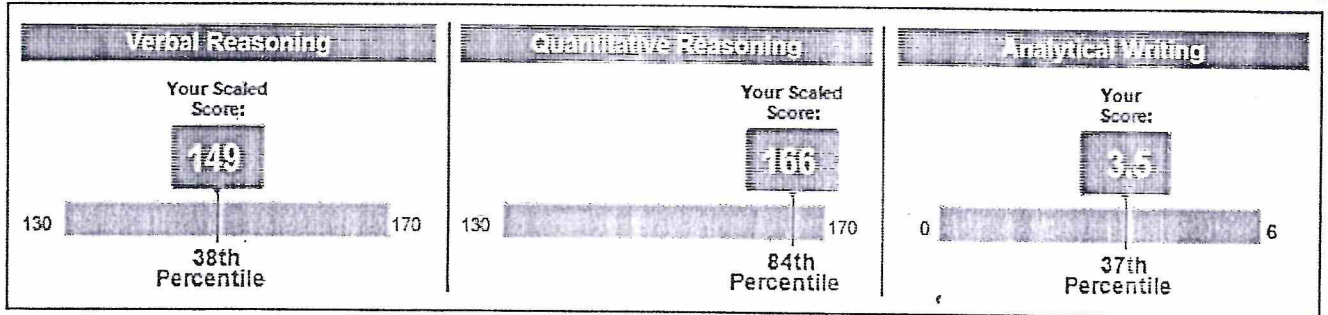 Verbal Reasoning
Your Scaled
Score:
149
130
170
38th
Percentile
Quantitative Reasoning
Your Scaled
Score:
166
130
170
84th
Percentile
Analytical Writing
Your
Score:
3.5
0
6
37th
Percentile